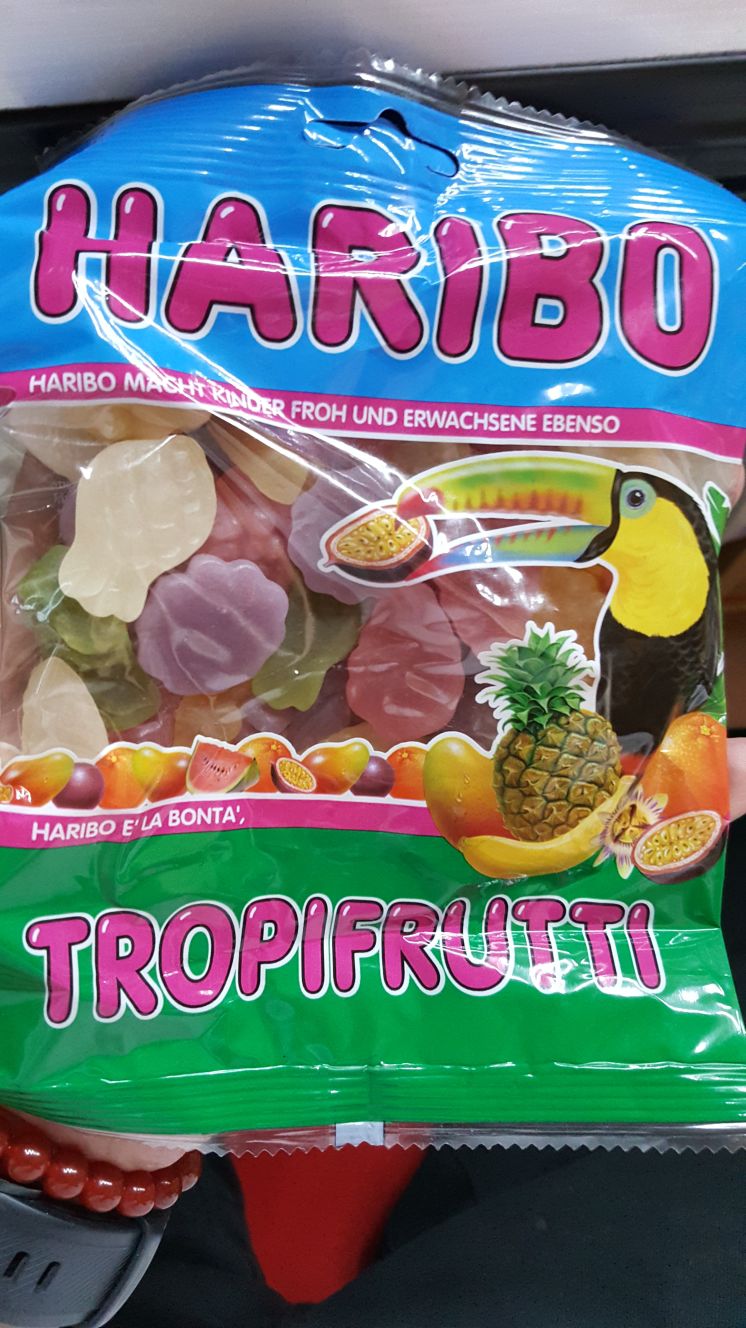 HARIBO
HARIBO MACHT KINDER FROH UND ERWACHSENE EBENSO
HARIBO E' LA BONTA',
TROPIFRUTTI